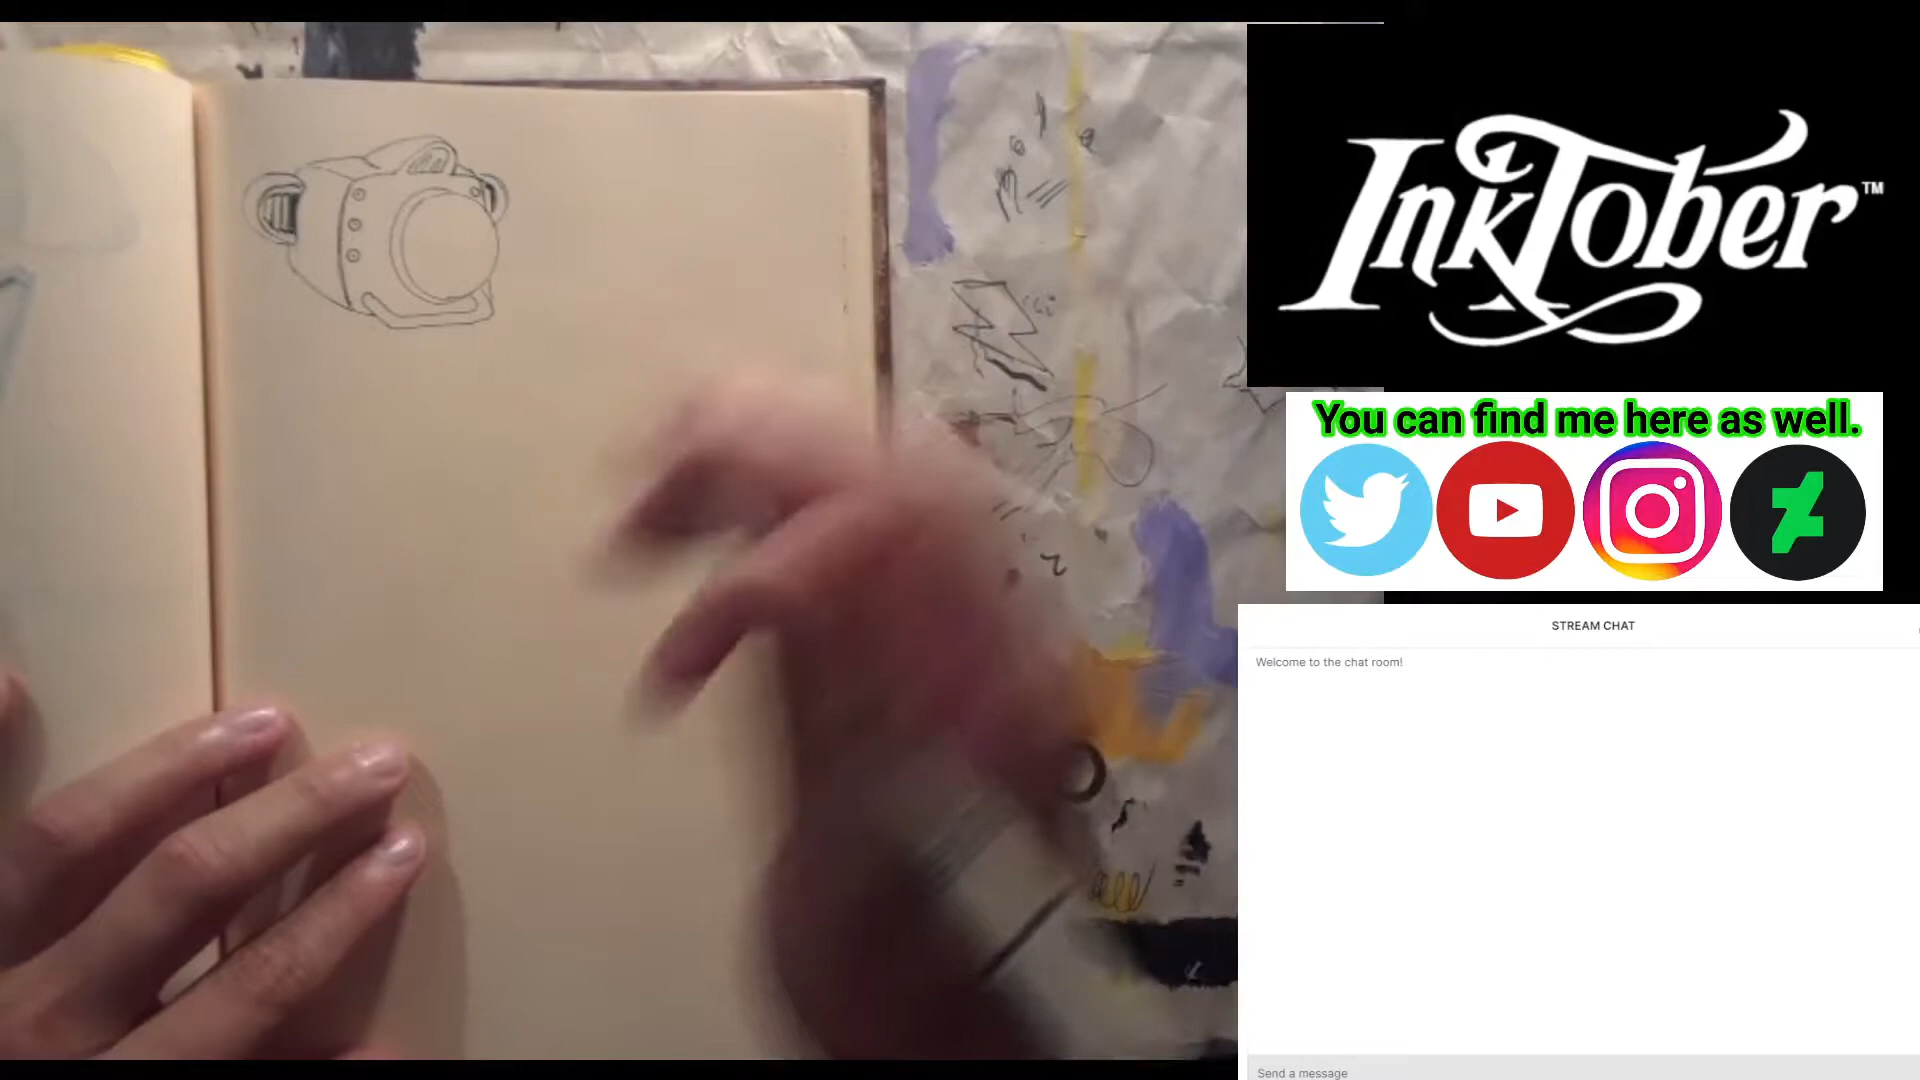 InkTober™
You can find me here as well.
STREAM CHAT
Welcome to the chat room!
Send a message